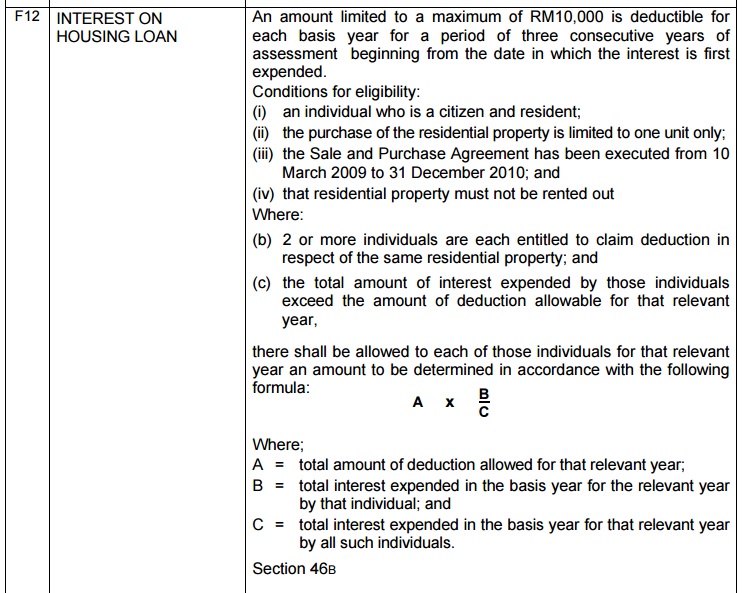 F12
INTEREST ON
HOUSING LOAN
An amount limited to a maximum of RM10,000 is deductible for
each basis year for a period of three consecutive years of
assessment beginning from the date in which the interest is first
expended.
Conditions for eligibility:
(i) an individual who is a citizen and resident;
(ii) the purchase of the residential property is limited to one unit only;
(iii) the Sale and Purchase Agreement has been executed from 10
March 2009 to 31 December 2010; and
(iv) that residential property must not be rented out
Where:
(b) 2 or more individuals are each entitled to claim deduction in
respect of the same residential property; and
(c) the total amount of interest expended by those individuals
exceed the amount of deduction allowable for that relevant
year,
there shall be allowed to each of those individuals for that relevant
year an amount to be determined in accordance with the following
formula:
A x B
C
Where;
A = total amount of deduction allowed for that relevant year;
B = total interest expended in the basis year for the relevant year
by that individual; and
C = total interest expended in the basis year for that relevant year
by all such individuals.
Section 46B